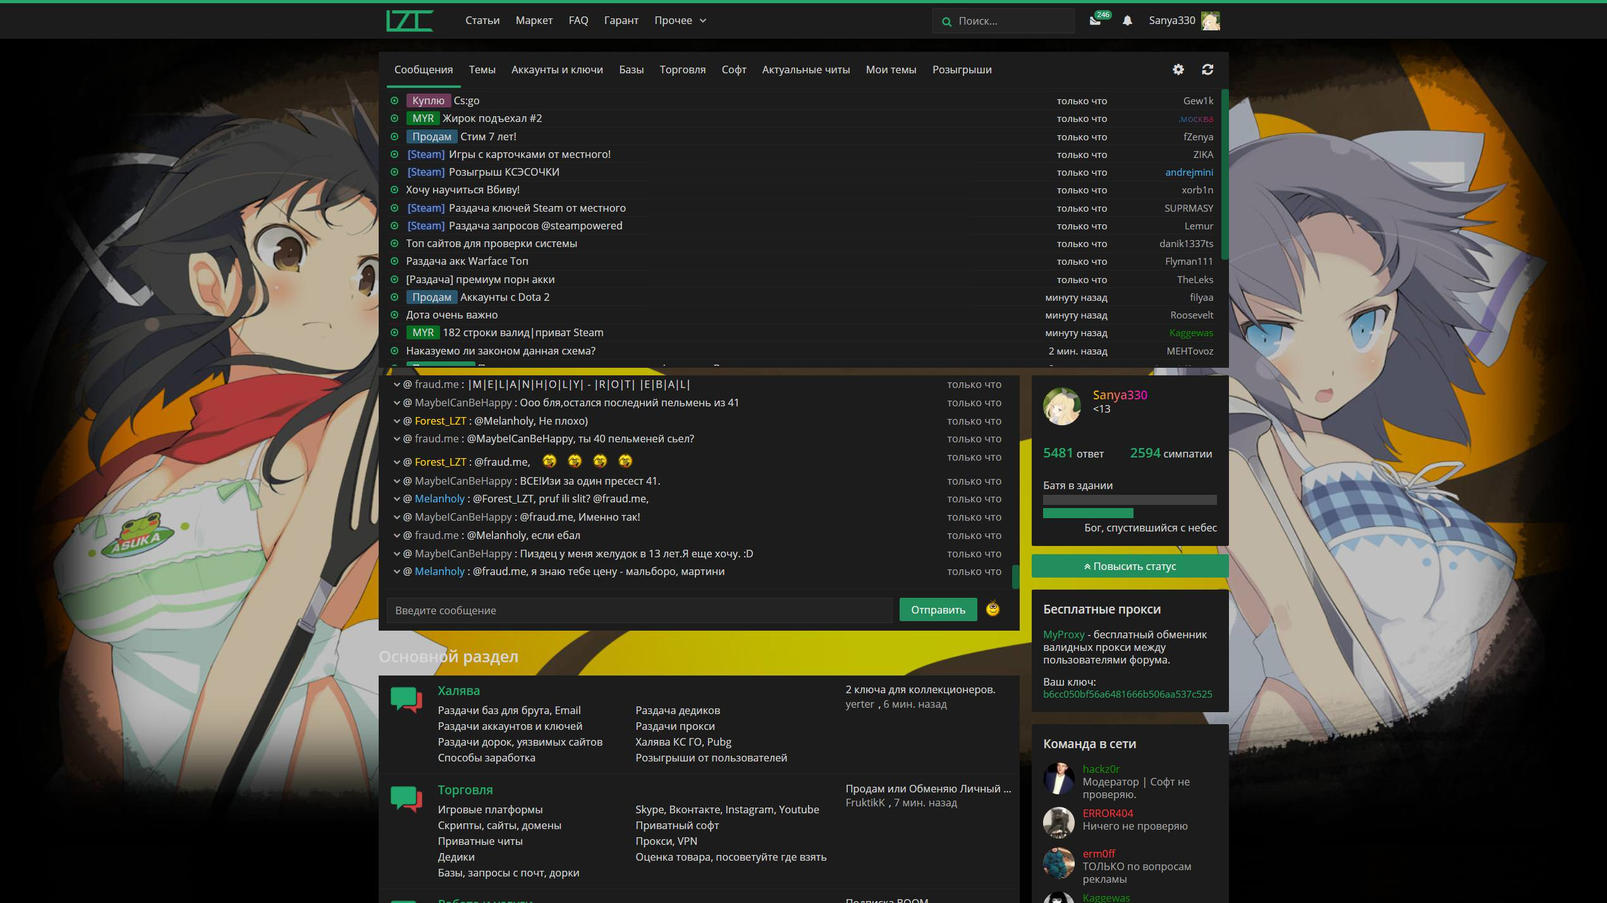 LZT Статьи Маркет FAQ Гарант Прочее Поиск... 246 Sanya330
Сообщения Темы Аккаунты и ключи Базы Торговля Софт Актуальные читы Мои темы Розыгрыши
Куплю Cs:go только что Gew1k
MYR Жирок подъехал #2 только что .москва
Продам Стим 7 лет! только что fZenya
[Steam] Игры с карточками от местного! только что ZIKA
[Steam] Розыгрыш КСЭСОЧКИ только что andrejmini
Хочу научиться Вбиву! только что xorb1n
[Steam] Раздача ключей Steam от местного только что SUPRMASY
[Steam] Раздача запросов @steampowered только что Lemur
Топ сайтов для проверки системы только что danik1337ts
Раздача акк Warface Топ только что Flyman111
[Раздача] премиум порн акки только что TheLeks
Продам Аккаунты с Dota 2 минуту назад filyaa
Дота очень важно минуту назад Roosevelt
MYR 182 строки валид|приват Steam минуту назад Kaggewas
Наказуемо ли законом данная схема? 2 мин. назад МЕНТovoz
@ fraud.me : |M|E|L|A|N|H|O|L|Y| - |R|O|T| |E|B|A|L| только что
@ MaybeICanBeHappy : Ооо бля,остался последний пельмень из 41 только что
@ Forest_LZT : @Melanholy, Не плохо) только что
@ fraud.me : @MaybeICanBeHappy, ты 40 пельменей сьел? только что
@ Forest_LZT : @fraud.me, только что
@ MaybeICanBeHappy : ВСЕ!Изи за один пресест 41. только что
@ Melanholy : @Forest_LZT, pruf ili slit? @fraud.me, только что
@ MaybeICanBeHappy : @fraud.me, Именно так! только что
@ fraud.me : @Melanholy, если ебал только что
@ MaybeICanBeHappy : Пиздец у меня желудок в 13 лет.Я еще хочу. :D только что
@ Melanholy : @fraud.me, я знаю тебе цену - мальборо, мартини только что
Введите сообщение Отправить
Sanya330
<13
5481 ответ 2594 симпатии
Батя в здании
Бог, спустившийся с небес
Повысить статус
Бесплатные прокси
MyProxy - бесплатный обменник
валидных прокси между
пользователями форума.
Ваш ключ:
b6cc050bf56a6481666b506aa537c525
Команда в сети
hackz0r
Модератор | Софт не
проверяю.
ERROR404
Ничего не проверяю
erm0ff
ТОЛЬКО по вопросам
рекламы
Kaggewas
ASUKA
Основной раздел
Халява 2 ключа для коллекционеров.
yerter , 6 мин. назад
Раздачи баз для брута, Email Раздача дедиков
Раздачи аккаунтов и ключей Раздачи прокси
Раздачи дорок, уязвимых сайтов Халява КС ГО, Pubg
Способы заработка Розыгрыши от пользователей
Торговля Продам или Обменяю Личный ...
FruktikK , 7 мин. назад
Игровые платформы Skype, Вконтакте, Instagram, Youtube
Скрипты, сайты, домены Приватный софт
Приватные читы Прокси, VPN
Дедики Оценка товара, посоветуйте где взять
Базы, запросы с почт, дорки